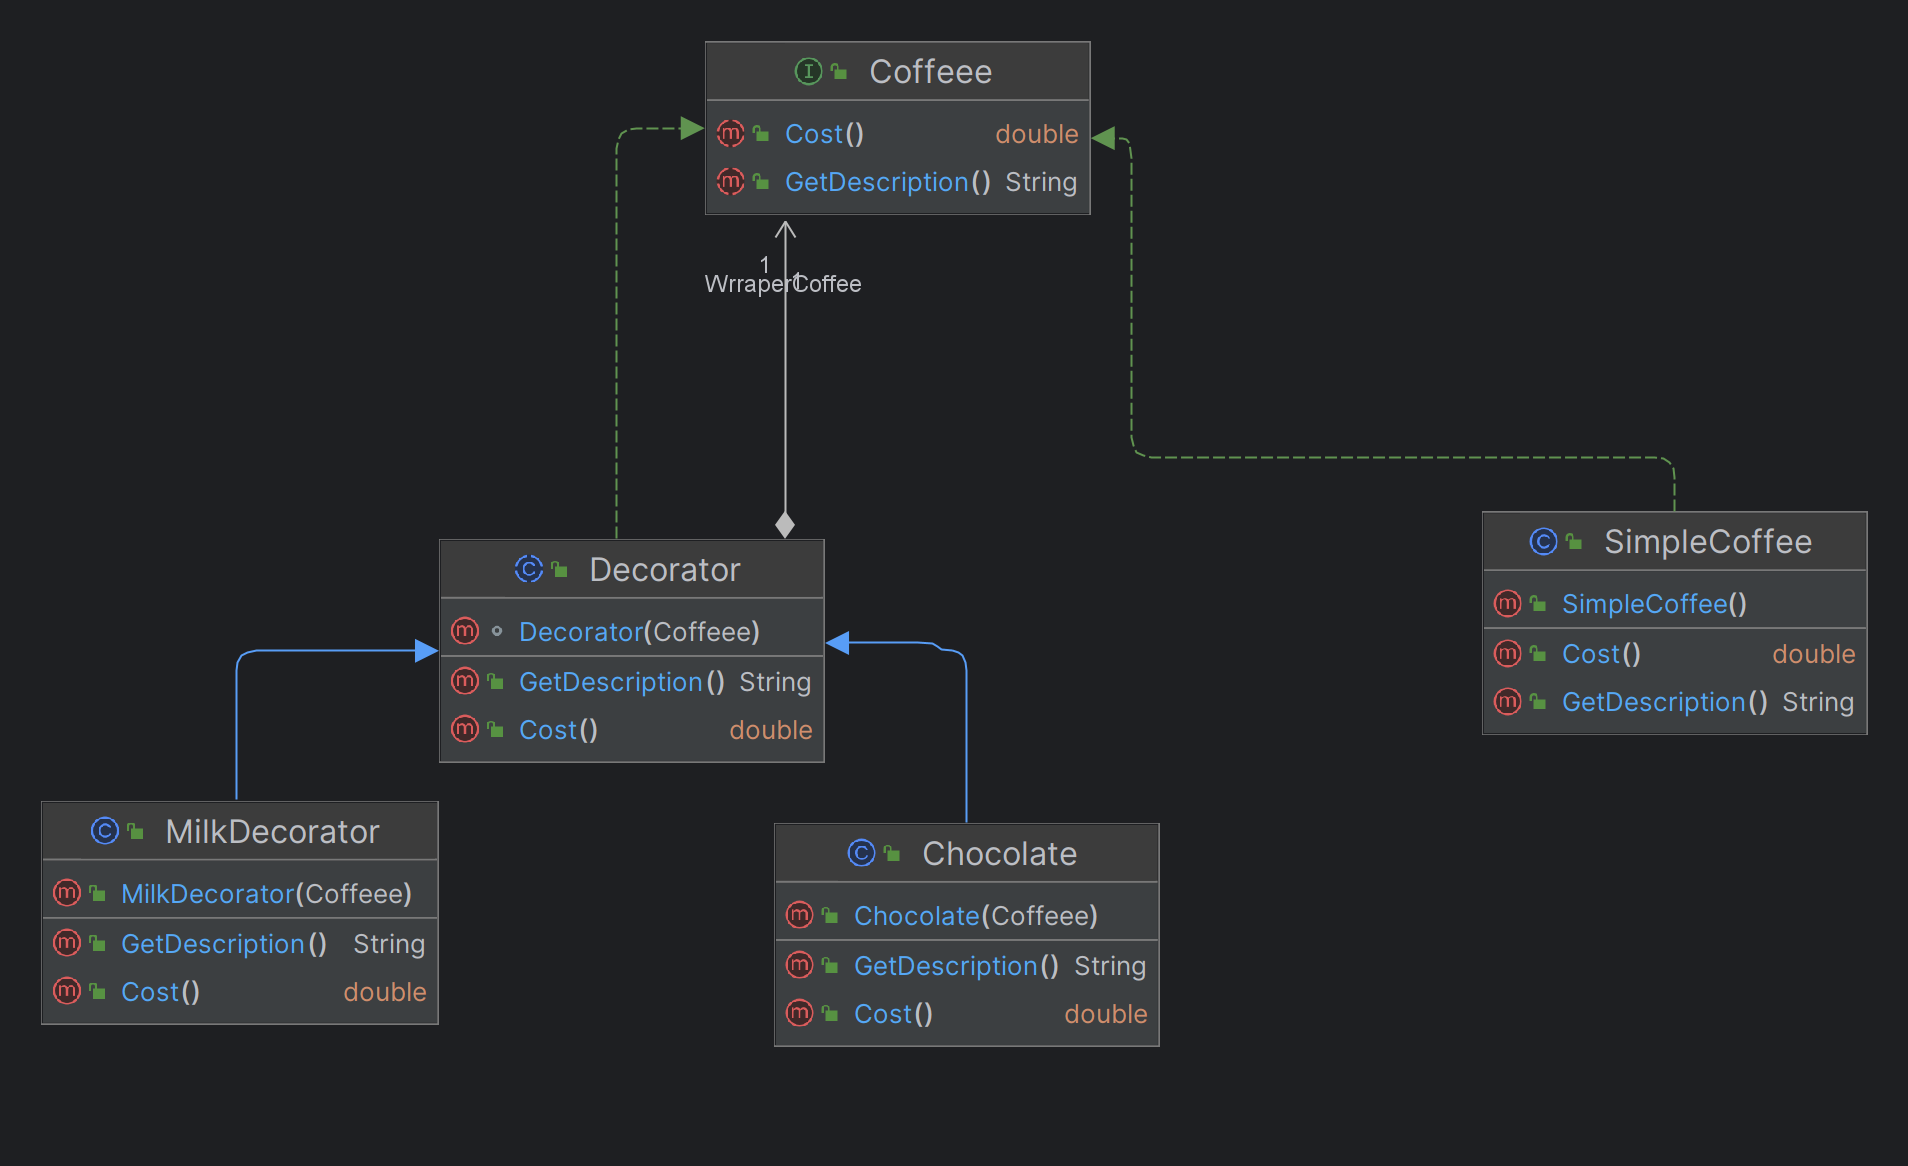 Coffeee
Cost() double
GetDescription() String
1
1
WrraperCoffee
Decorator
Decorator(Coffeee)
GetDescription() String
Cost() double
SimpleCoffee
SimpleCoffee()
Cost() double
GetDescription() String
MilkDecorator
MilkDecorator(Coffeee)
GetDescription() String
Cost() double
Chocolate
Chocolate(Coffeee)
GetDescription() String
Cost() double